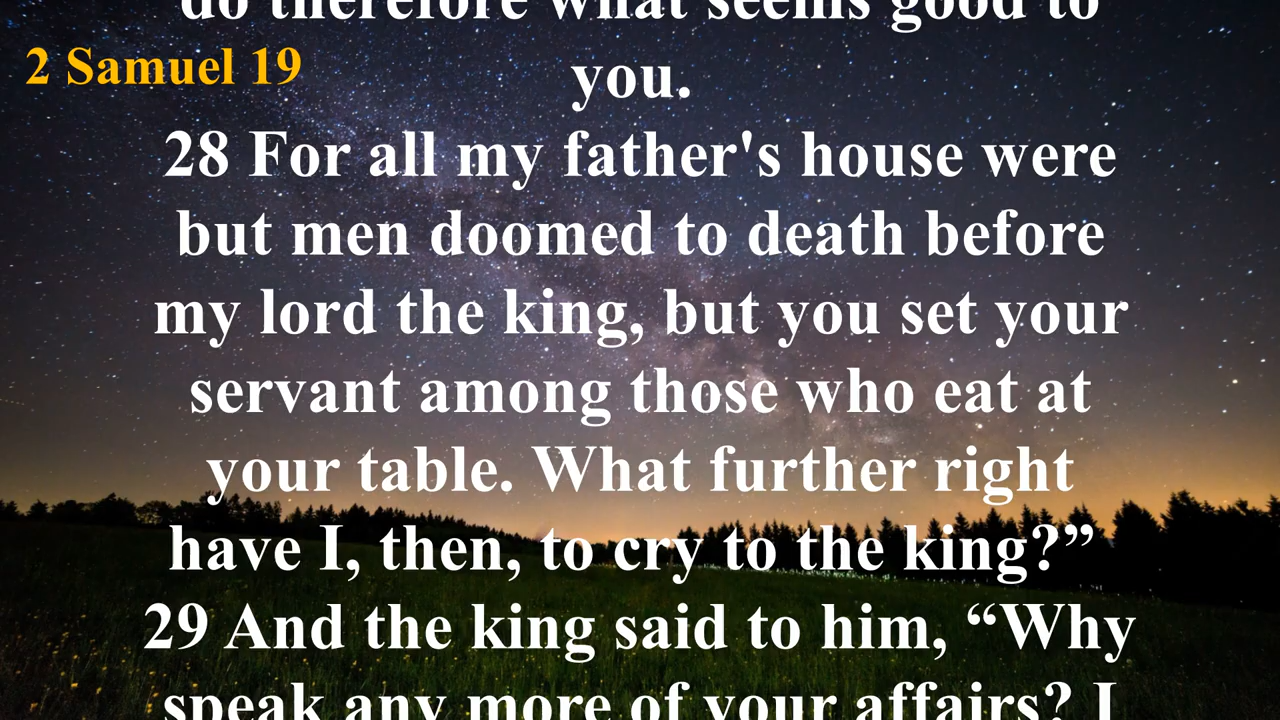 do therefore what seems good to
2 Samuel 19
you.
28 For all my father's house were
but men doomed to death before
my lord the king, but you set your
servant among those who eat at
your table. What further right
have I, then, to cry to the king?”
29 And the king said to him, “Why
speak any more of your affairs? I